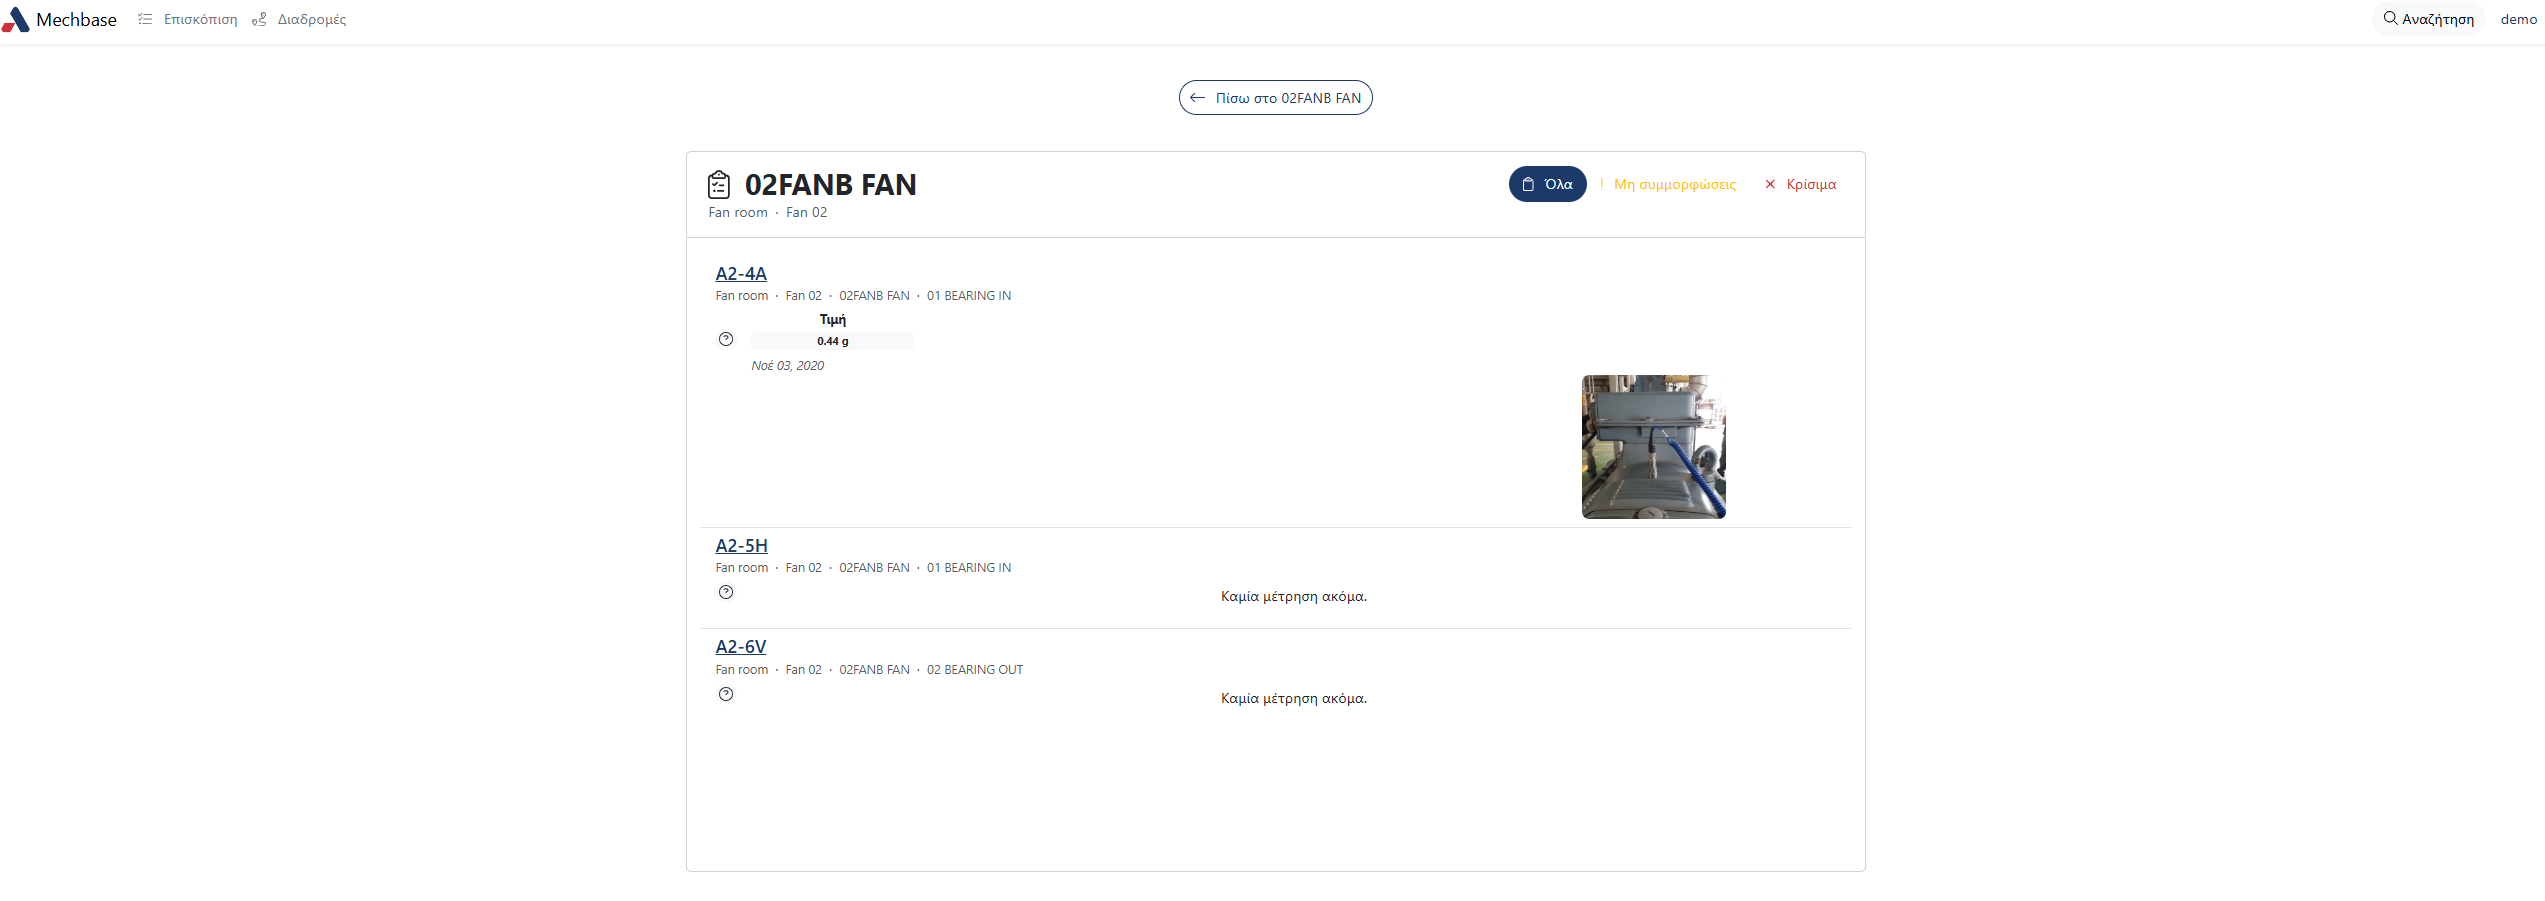 Mechbase Επισκόπιση Διαδρομές Αναζήτηση demo
Πίσω στο 02FANB FAN
02FANB FAN Όλα Μη συμμορφώσεις Κρίσιμα
Fan room · Fan 02
A2-4A
Fan room · Fan 02 · 02FANB FAN · 01 BEARING IN
Τιμή
0.44 g
Νοέ 03, 2020
A2-5H
Fan room · Fan 02 · 02FANB FAN · 01 BEARING IN
Καμία μέτρηση ακόμα.
A2-6V
Fan room · Fan 02 · 02FANB FAN · 02 BEARING OUT
Καμία μέτρηση ακόμα.